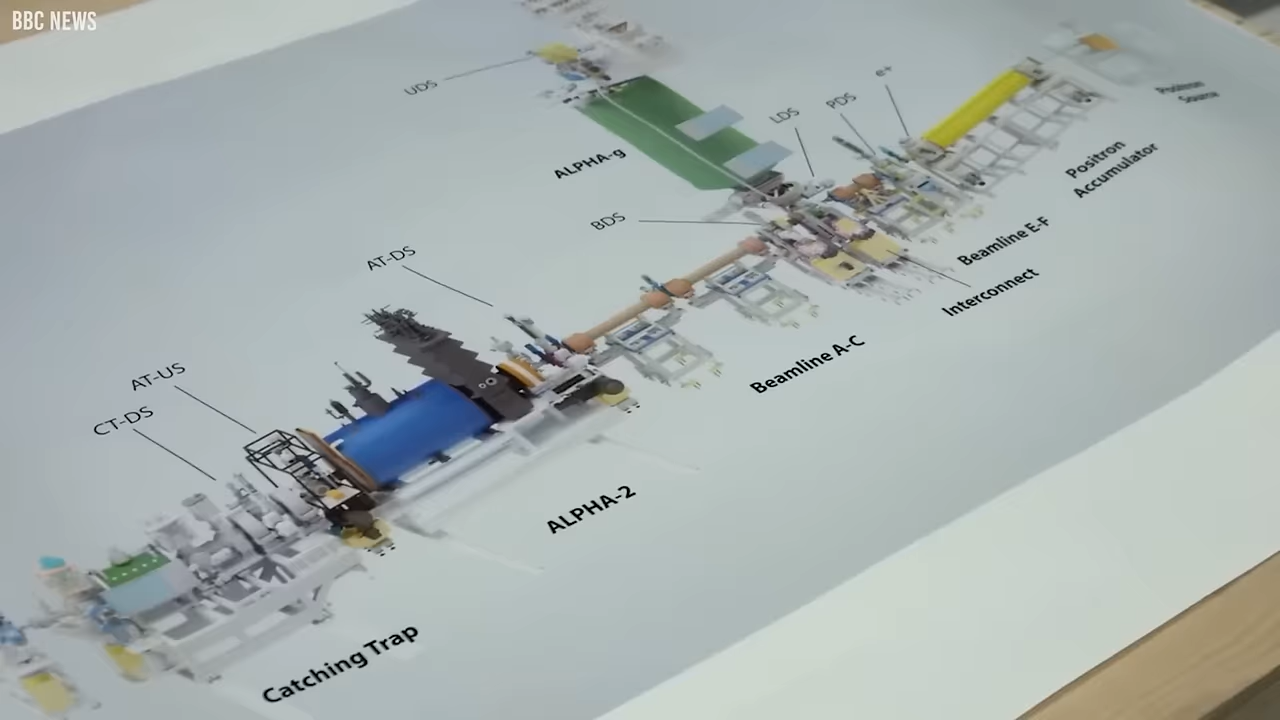 BBC NEWS
UDS
e+
LDS
PDS
Positron
Source
ALPHA-g
Positron
Accumulator
BDS
AT-DS
Beamline E-F
Interconnect
Beamline A-C
AT-US
CT-DS
ALPHA-2
Catching Trap